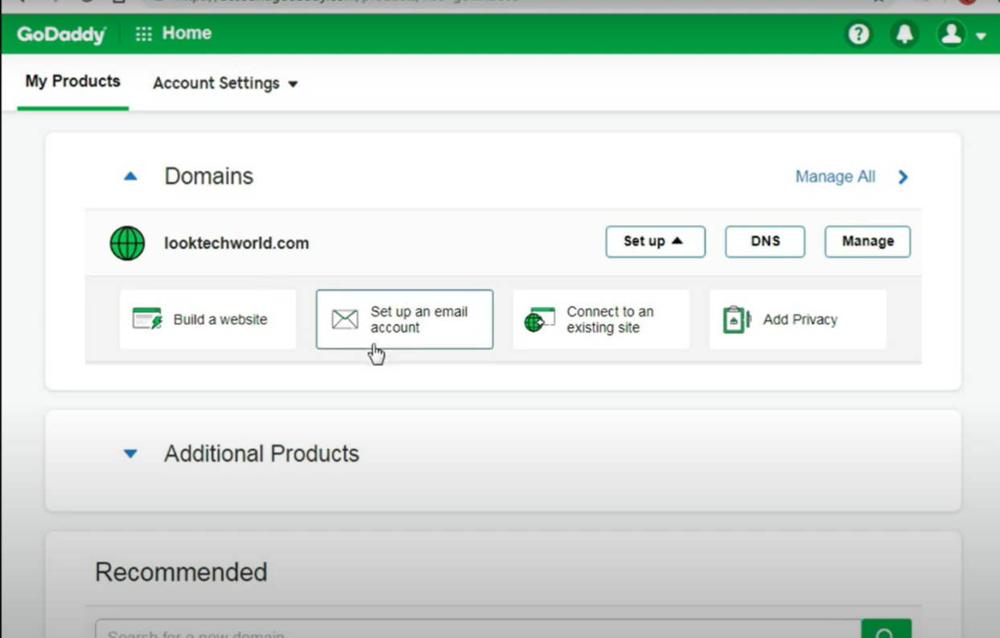 GoDaddy
Home
My Products
Account Settings
Domains
Manage All
looktechworld.com
Set up
DNS
Manage
Build a website
Set up an email
account
Connect to an
existing site
Add Privacy
Additional Products
Recommended
Search for a new domain